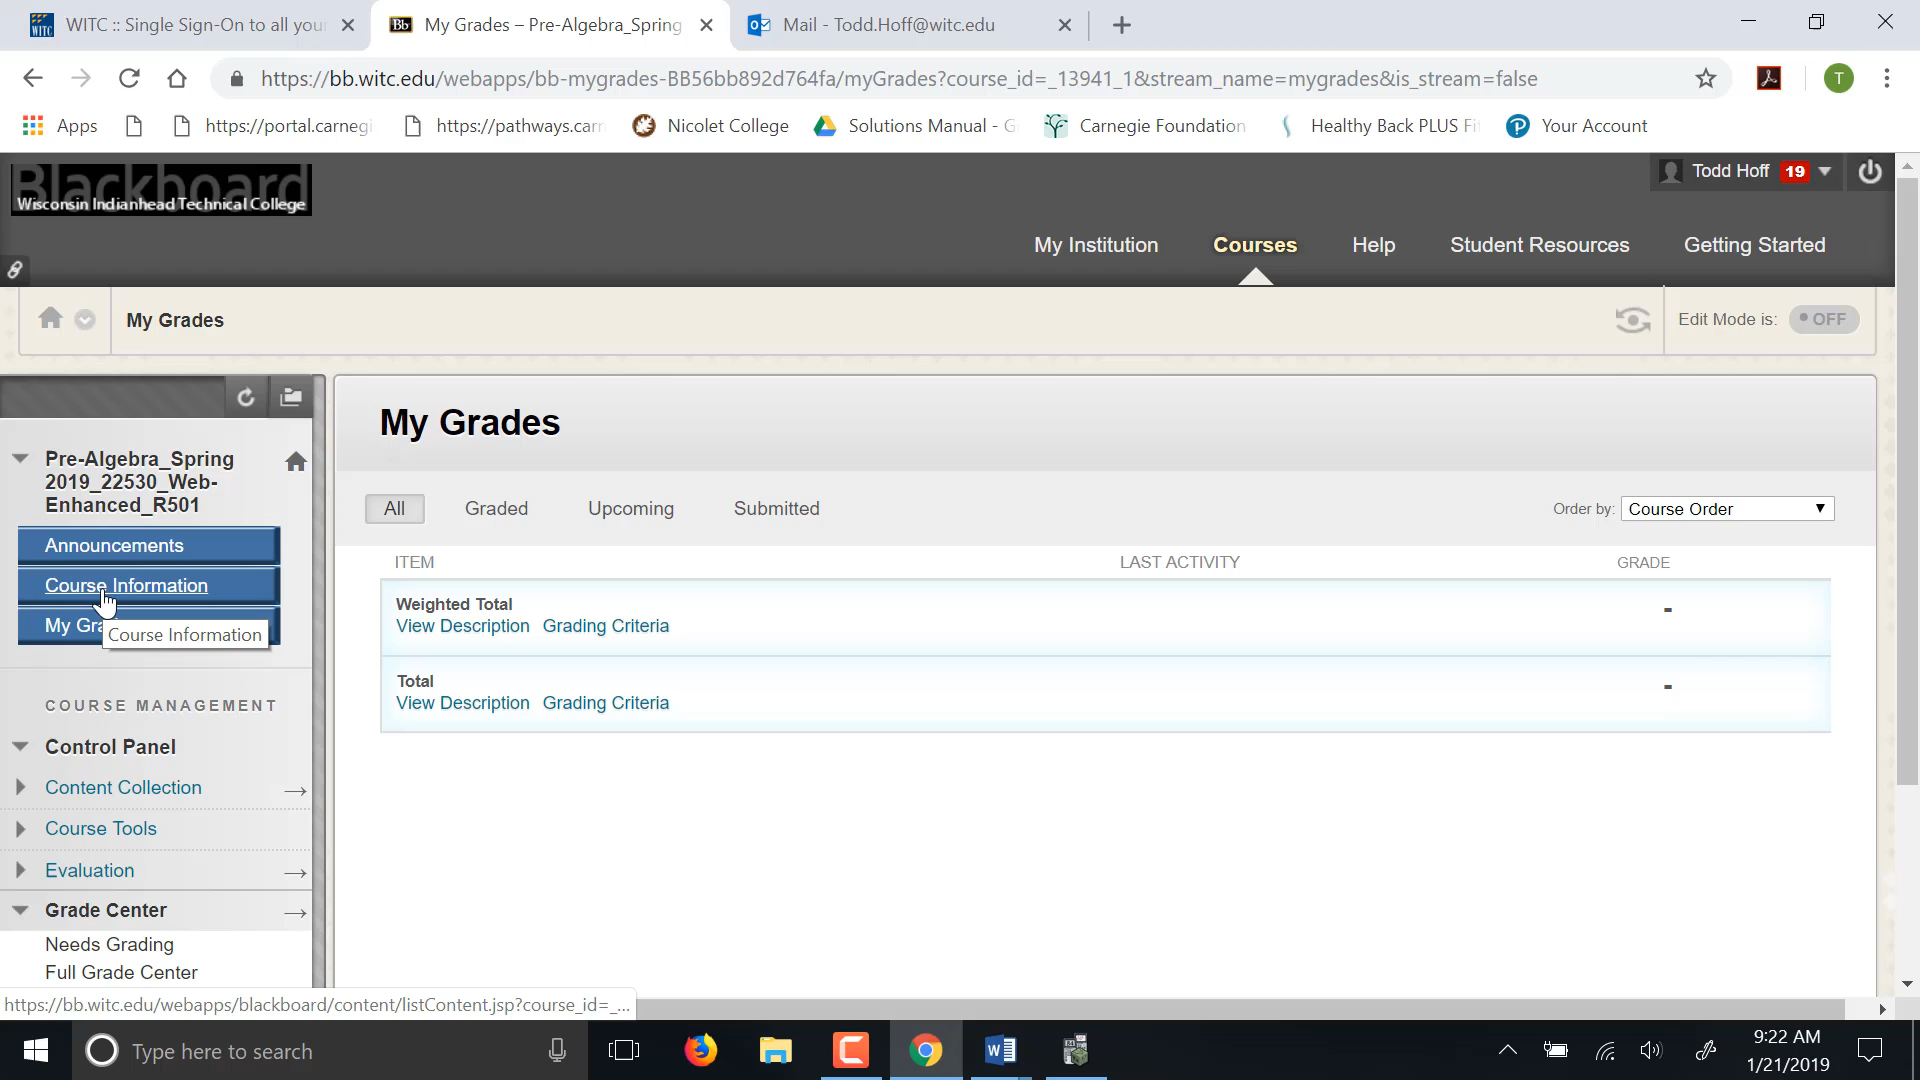 WITC :: Single Sign-On to all you
My Grades – Pre-Algebra_Spring
Mail - Todd.Hoff@witc.edu
https://bb.witc.edu/webapps/bb-mygrades-BB56bb892d764fa/myGrades?course_id=_13941_1&stream_name=mygrades&is_stream=false
T
Apps
https://portal.carnegi
https://pathways.carn
Nicolet College
Solutions Manual - G
Carnegie Foundation
Healthy Back PLUS Fi
Your Account
Blackboard
Wisconsin Indianhead Technical College
Todd Hoff 19
My Institution
Courses
Help
Student Resources
Getting Started
My Grades
Edit Mode is: OFF
Pre-Algebra_Spring
2019_22530_Web-
Enhanced_R501
Announcements
Course Information
My Gra
Course Information
COURSE MANAGEMENT
Control Panel
Content Collection
Course Tools
Evaluation
Grade Center
Needs Grading
Full Grade Center
My Grades
All
Graded
Upcoming
Submitted
Order by: Course Order
ITEM
LAST ACTIVITY
GRADE
Weighted Total
-
View Description Grading Criteria
Total
-
View Description Grading Criteria
https://bb.witc.edu/webapps/blackboard/content/listContent.jsp?course_id=_...
Type here to search
9:22 AM
1/21/2019